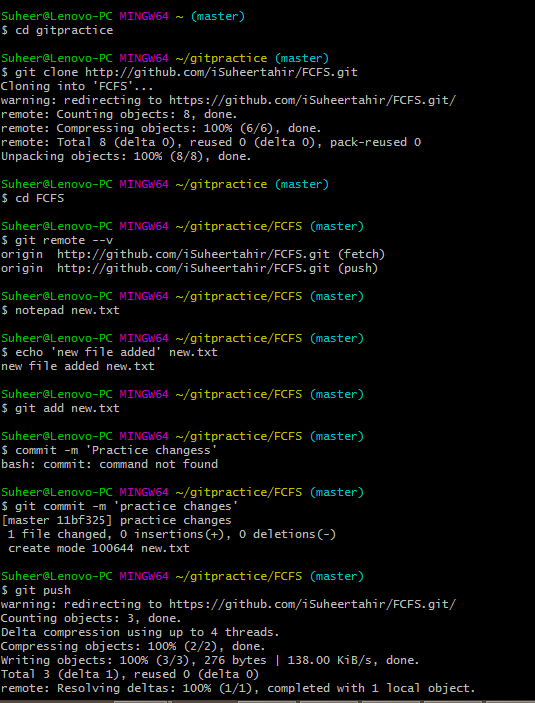 Suheer@Lenovo-PC MINGW64 ~ (master)
$ cd gitpractice
Suheer@Lenovo-PC MINGW64 ~/gitpractice (master)
$ git clone http://github.com/iSuheertahir/FCFS.git
Cloning into 'FCFS'...
warning: redirecting to https://github.com/iSuheertahir/FCFS.git/
remote: Counting objects: 8, done.
remote: Compressing objects: 100% (6/6), done.
remote: Total 8 (delta 0), reused 0 (delta 0), pack-reused 0
Unpacking objects: 100% (8/8), done.
Suheer@Lenovo-PC MINGW64 ~/gitpractice (master)
$ cd FCFS
Suheer@Lenovo-PC MINGW64 ~/gitpractice/FCFS (master)
$ git remote --v
origin  http://github.com/iSuheertahir/FCFS.git (fetch)
origin  http://github.com/iSuheertahir/FCFS.git (push)
Suheer@Lenovo-PC MINGW64 ~/gitpractice/FCFS (master)
$ notepad new.txt
Suheer@Lenovo-PC MINGW64 ~/gitpractice/FCFS (master)
$ echo 'new file added' new.txt
new file added new.txt
Suheer@Lenovo-PC MINGW64 ~/gitpractice/FCFS (master)
$ git add new.txt
Suheer@Lenovo-PC MINGW64 ~/gitpractice/FCFS (master)
$ commit -m 'Practice changess'
bash: commit: command not found
Suheer@Lenovo-PC MINGW64 ~/gitpractice/FCFS (master)
$ git commit -m 'practice changes'
[master 11bf325] practice changes
 1 file changed, 0 insertions(+), 0 deletions(-)
 create mode 100644 new.txt
Suheer@Lenovo-PC MINGW64 ~/gitpractice/FCFS (master)
$ git push
warning: redirecting to https://github.com/iSuheertahir/FCFS.git/
Counting objects: 3, done.
Delta compression using up to 4 threads.
Compressing objects: 100% (2/2), done.
Writing objects: 100% (3/3), 276 bytes | 138.00 KiB/s, done.
Total 3 (delta 1), reused 0 (delta 0)
remote: Resolving deltas: 100% (1/1), completed with 1 local object.